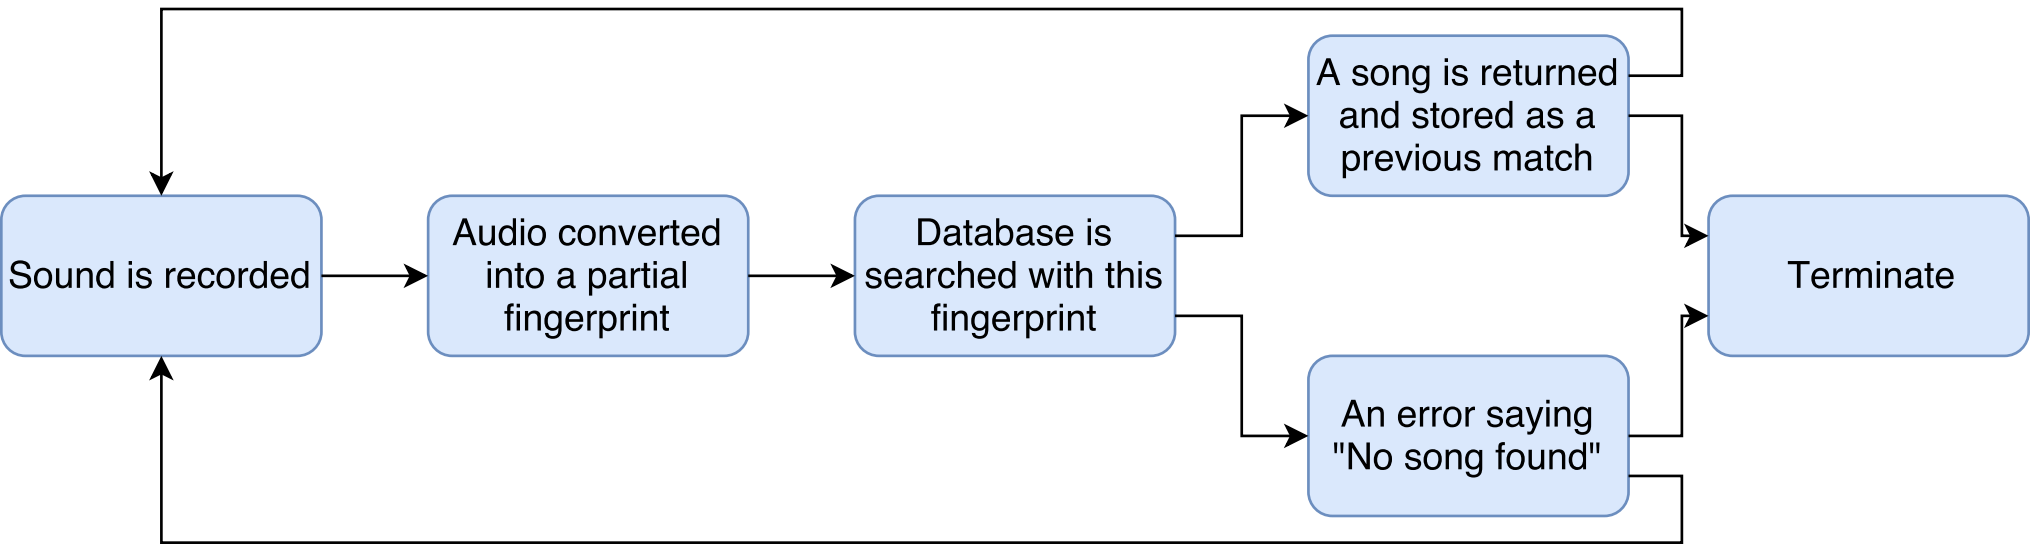 Sound is recorded
Audio converted
into a partial
fingerprint
Database is
searched with this
fingerprint
A song is returned
and stored as a
previous match
An error saying
"No song found"
Terminate